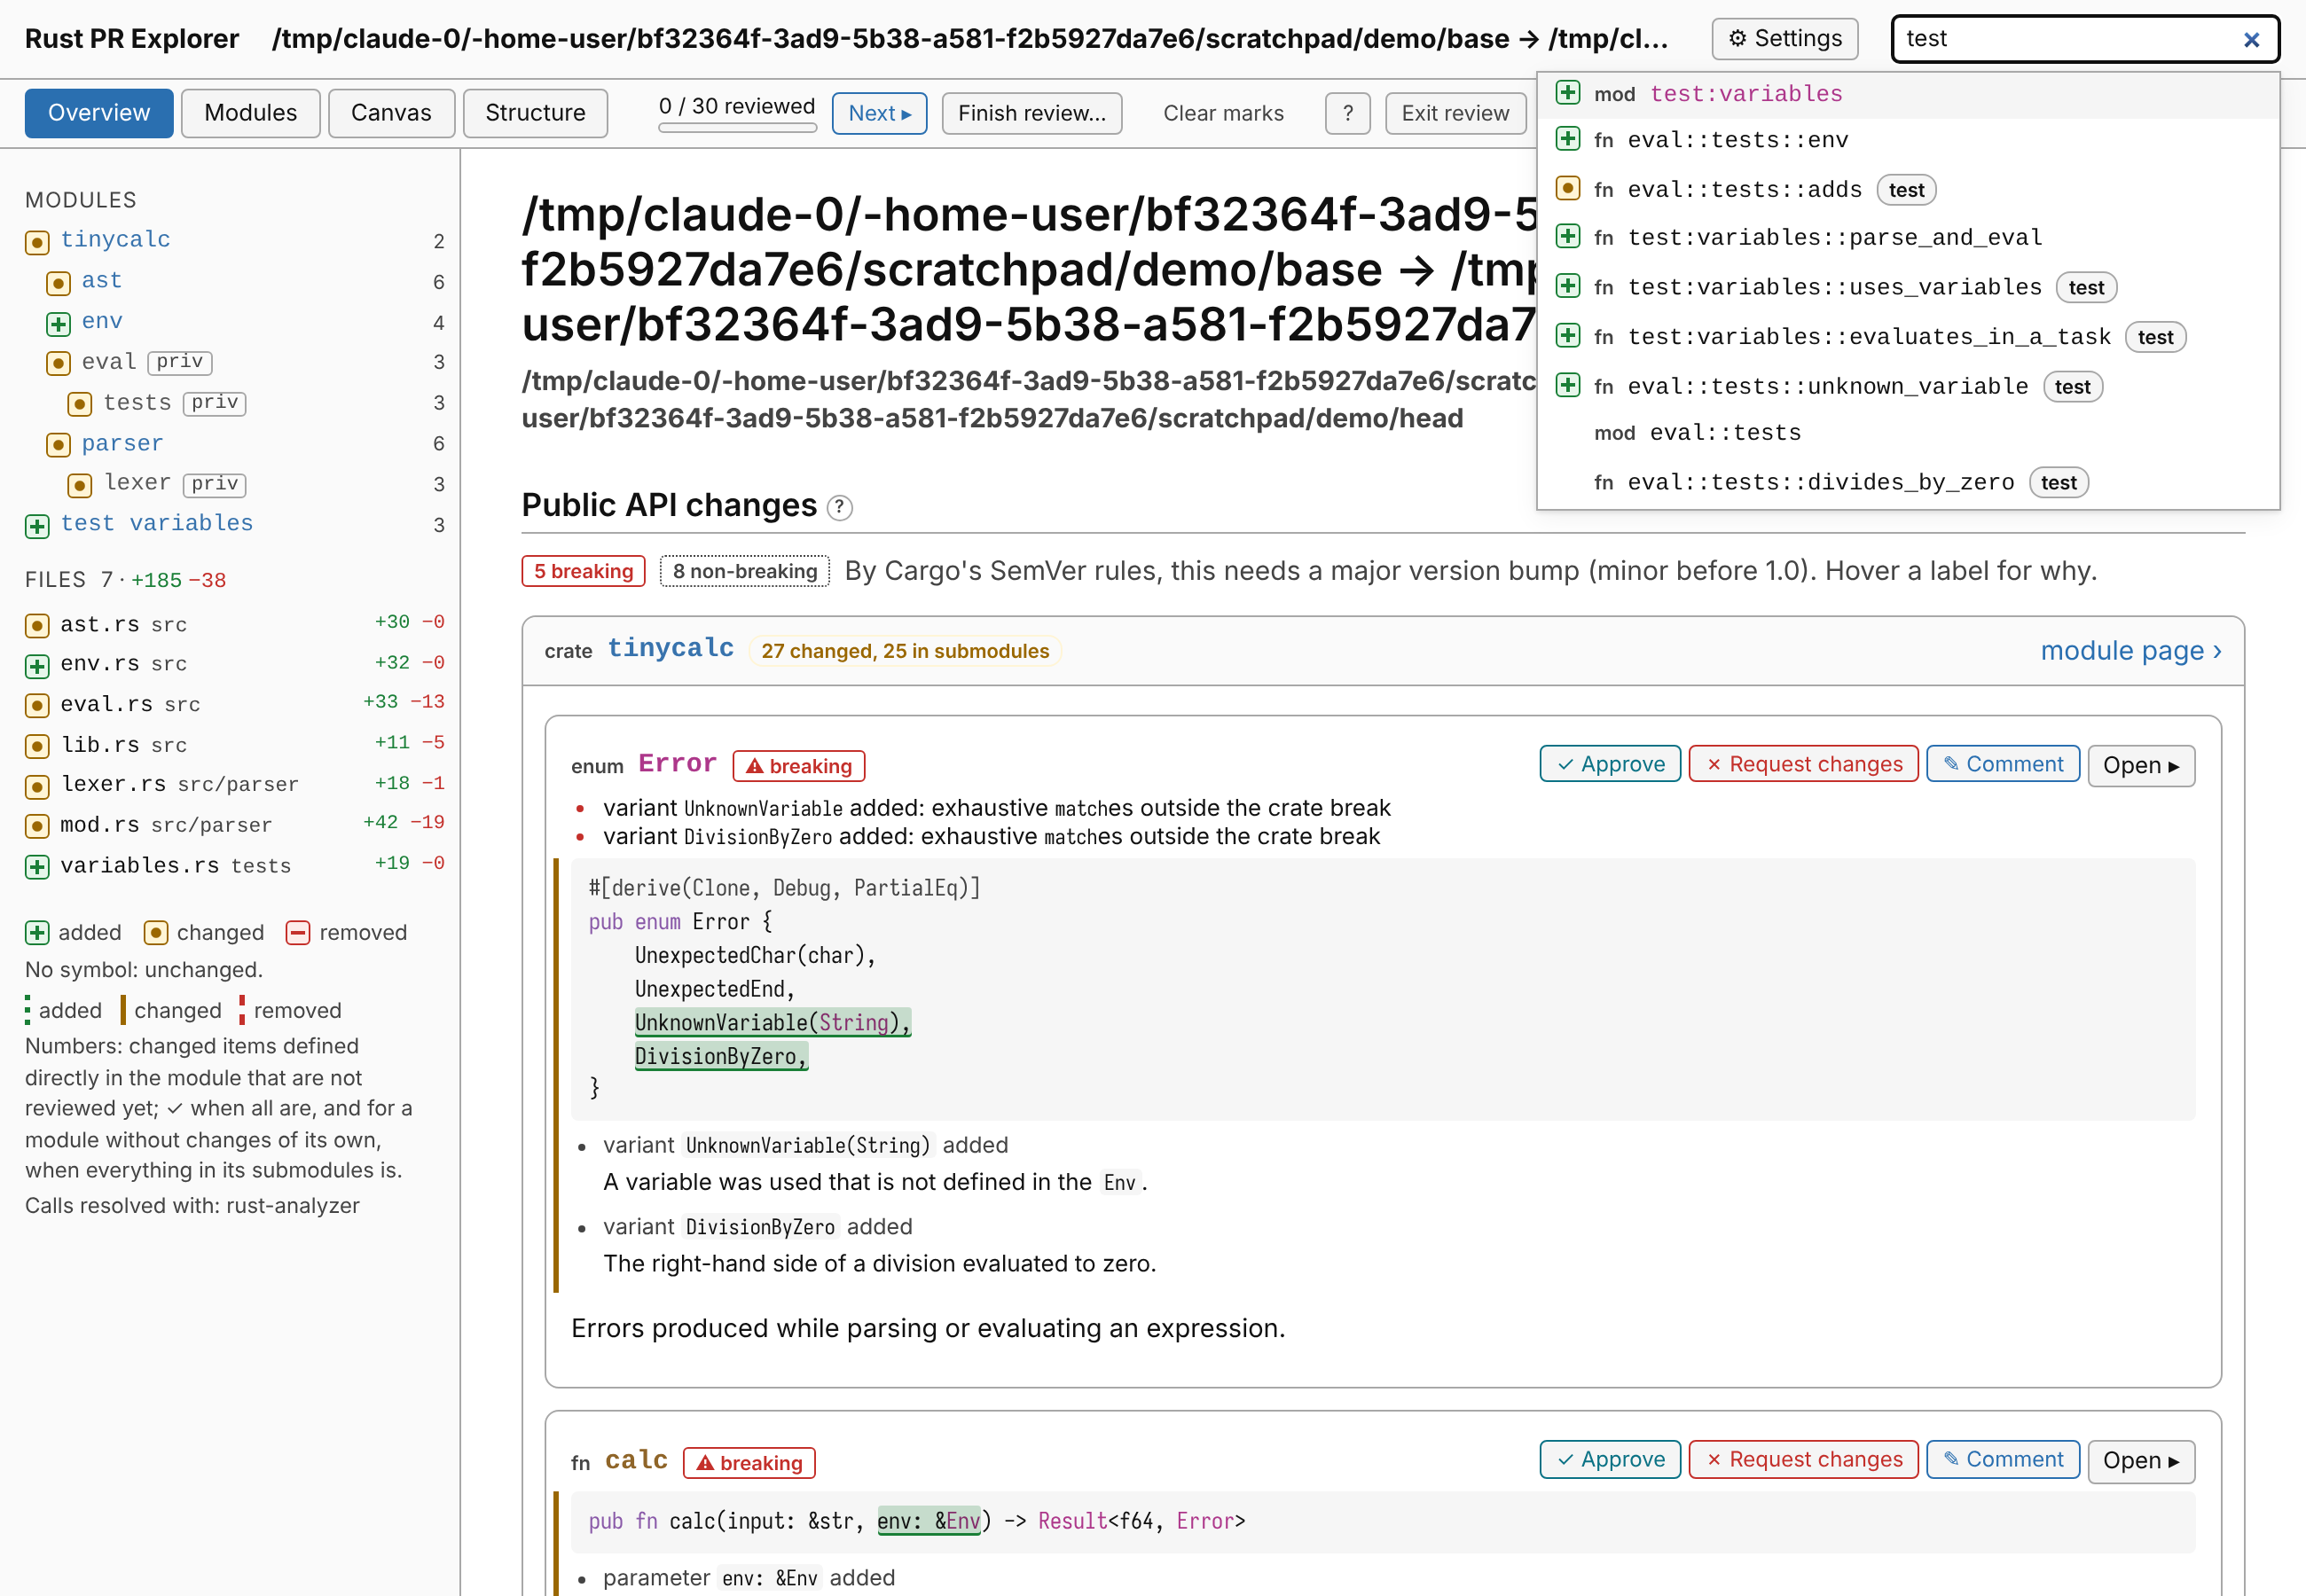 Rust PR Explorer /tmp/claude-0/-home-user/bf32364f-3ad9-5b38-a581-f2b5927da7e6/scratchpad/demo/base → /tmp/cl… ⚙ Settings test ×
Overview Modules Canvas Structure 0 / 30 reviewed Next ▸ Finish review… Clear marks ? Exit review
mod test:variables
fn eval::tests::env
fn eval::tests::adds test
fn test:variables::parse_and_eval
fn test:variables::uses_variables test
fn test:variables::evaluates_in_a_task test
fn eval::tests::unknown_variable test
mod eval::tests
fn eval::tests::divides_by_zero test
MODULES
tinycalc 2
ast 6
env 4
eval priv 3
tests priv 3
parser 6
lexer priv 3
test variables 3
FILES 7 · +185 −38
ast.rs src +30 −0
env.rs src +32 −0
eval.rs src +33 −13
lib.rs src +11 −5
lexer.rs src/parser +18 −1
mod.rs src/parser +42 −19
variables.rs tests +19 −0
added changed removed
No symbol: unchanged.
added changed removed
Numbers: changed items defined
directly in the module that are not
reviewed yet; ✓ when all are, and for a
module without changes of its own,
when everything in its submodules is.
Calls resolved with: rust-analyzer
/tmp/claude-0/-home-user/bf32364f-3ad9-5
f2b5927da7e6/scratchpad/demo/base → /tmp
user/bf32364f-3ad9-5b38-a581-f2b5927da7
/tmp/claude-0/-home-user/bf32364f-3ad9-5b38-a581-f2b5927da7e6/scratc
user/bf32364f-3ad9-5b38-a581-f2b5927da7e6/scratchpad/demo/head
Public API changes ?
5 breaking 8 non-breaking By Cargo's SemVer rules, this needs a major version bump (minor before 1.0). Hover a label for why.
crate tinycalc 27 changed, 25 in submodules module page ›
enum Error ⚠ breaking ✓ Approve × Request changes ✎ Comment Open ▸
• variant UnknownVariable added: exhaustive matches outside the crate break
• variant DivisionByZero added: exhaustive matches outside the crate break
#[derive(Clone, Debug, PartialEq)]
pub enum Error {
UnexpectedChar(char),
UnexpectedEnd,
UnknownVariable(String),
DivisionByZero,
}
• variant UnknownVariable(String) added
A variable was used that is not defined in the Env.
• variant DivisionByZero added
The right-hand side of a division evaluated to zero.
Errors produced while parsing or evaluating an expression.
fn calc ⚠ breaking ✓ Approve × Request changes ✎ Comment Open ▸
pub fn calc(input: &str, env: &Env) -> Result<f64, Error>
• parameter env: &Env added